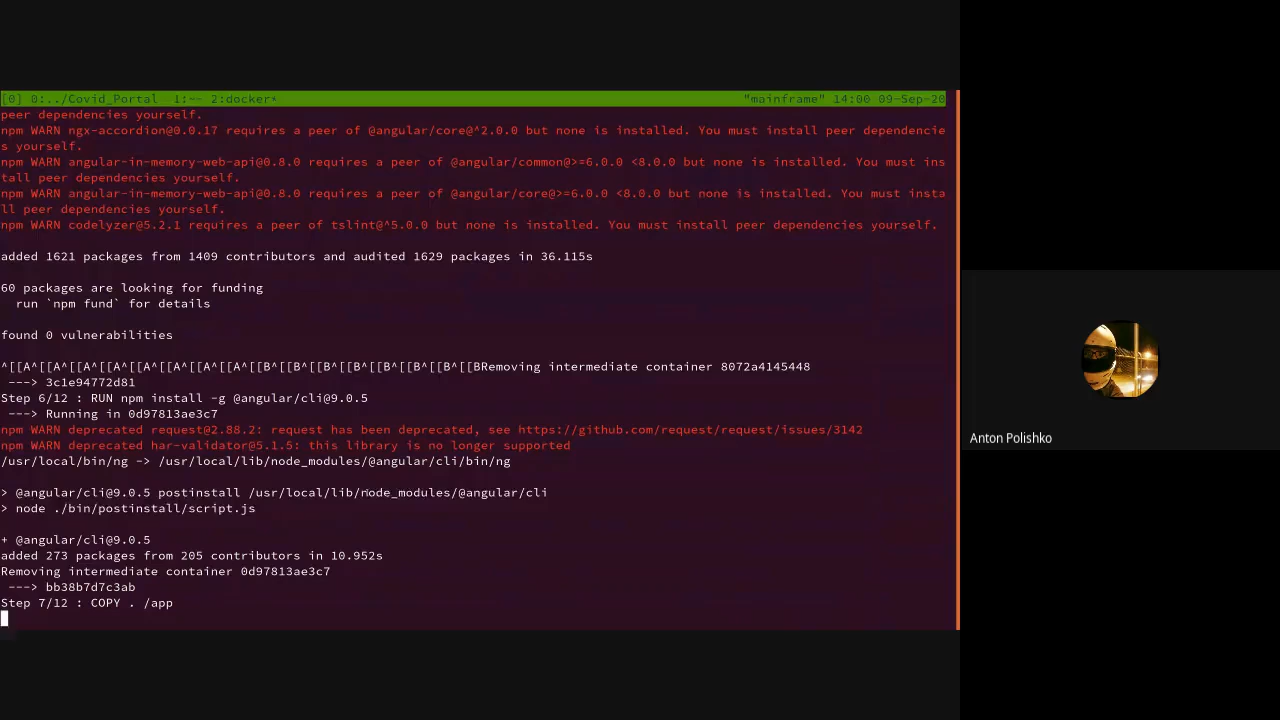 [0] 0:../Covid_Portal  1:~- 2:docker*                                                              "mainframe" 14:00 09-Sep-20
peer dependencies yourself.
npm WARN ngx-accordion@0.0.17 requires a peer of @angular/core@^2.0.0 but none is installed. You must install peer dependencie
s yourself.
npm WARN angular-in-memory-web-api@0.8.0 requires a peer of @angular/common@>=6.0.0 <8.0.0 but none is installed. You must ins
tall peer dependencies yourself.
npm WARN angular-in-memory-web-api@0.8.0 requires a peer of @angular/core@>=6.0.0 <8.0.0 but none is installed. You must insta
ll peer dependencies yourself.
npm WARN codelyzer@5.2.1 requires a peer of tslint@^5.0.0 but none is installed. You must install peer dependencies yourself.
added 1621 packages from 1409 contributors and audited 1629 packages in 36.115s
60 packages are looking for funding
  run `npm fund` for details
found 0 vulnerabilities
^[[A^[[A^[[A^[[A^[[A^[[A^[[A^[[A^[[B^[[B^[[B^[[B^[[B^[[B^[[B^[[BRemoving intermediate container 8072a4145448
 ---> 3c1e94772d81
Step 6/12 : RUN npm install -g @angular/cli@9.0.5
 ---> Running in 0d97813ae3c7
npm WARN deprecated request@2.88.2: request has been deprecated, see https://github.com/request/request/issues/3142
npm WARN deprecated har-validator@5.1.5: this library is no longer supported
/usr/local/bin/ng -> /usr/local/lib/node_modules/@angular/cli/bin/ng
> @angular/cli@9.0.5 postinstall /usr/local/lib/node_modules/@angular/cli
> node ./bin/postinstall/script.js
+ @angular/cli@9.0.5
added 273 packages from 205 contributors in 10.952s
Removing intermediate container 0d97813ae3c7
 ---> bb38b7d7c3ab
Step 7/12 : COPY . /app
Anton Polishko